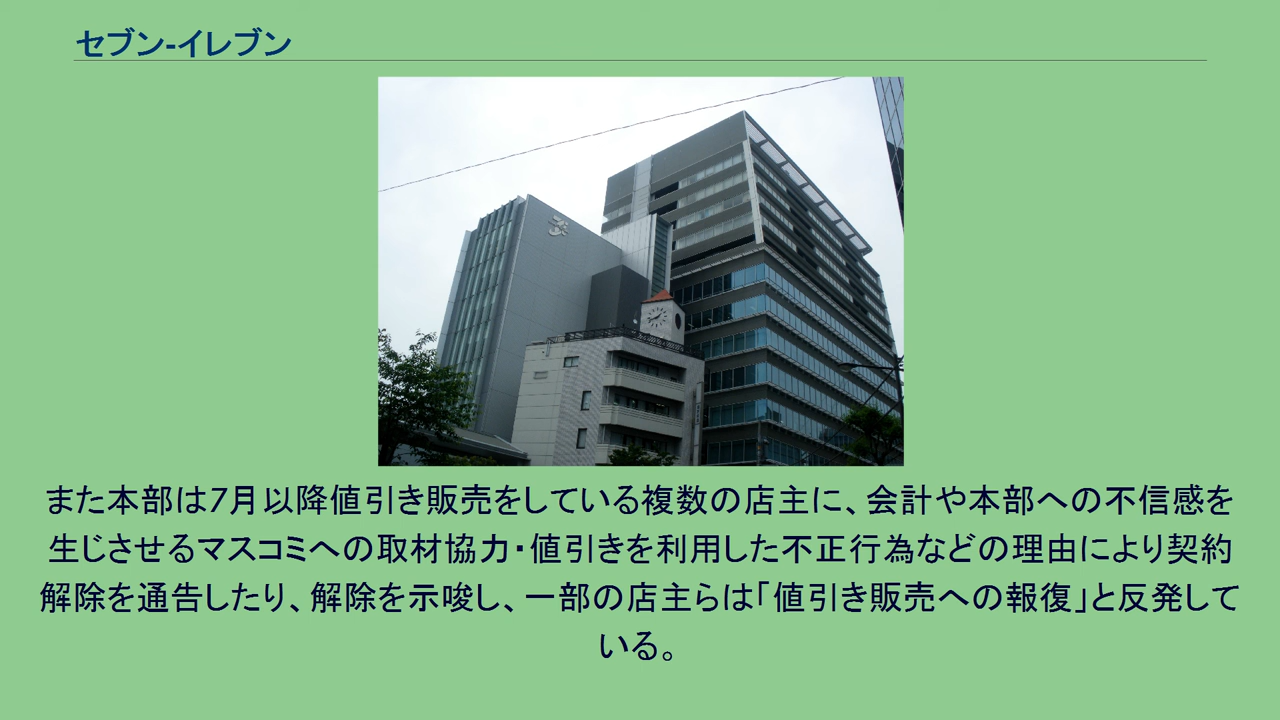 セブン-イレブン
また本部は7月以降値引き販売をしている複数の店主に、会計や本部への不信感を
生じさせるマスコミへの取材協力・値引きを利用した不正行為などの理由により契約
解除を通告したり、解除を示唆し、一部の店主らは「値引き販売への報復」と反発して
いる。